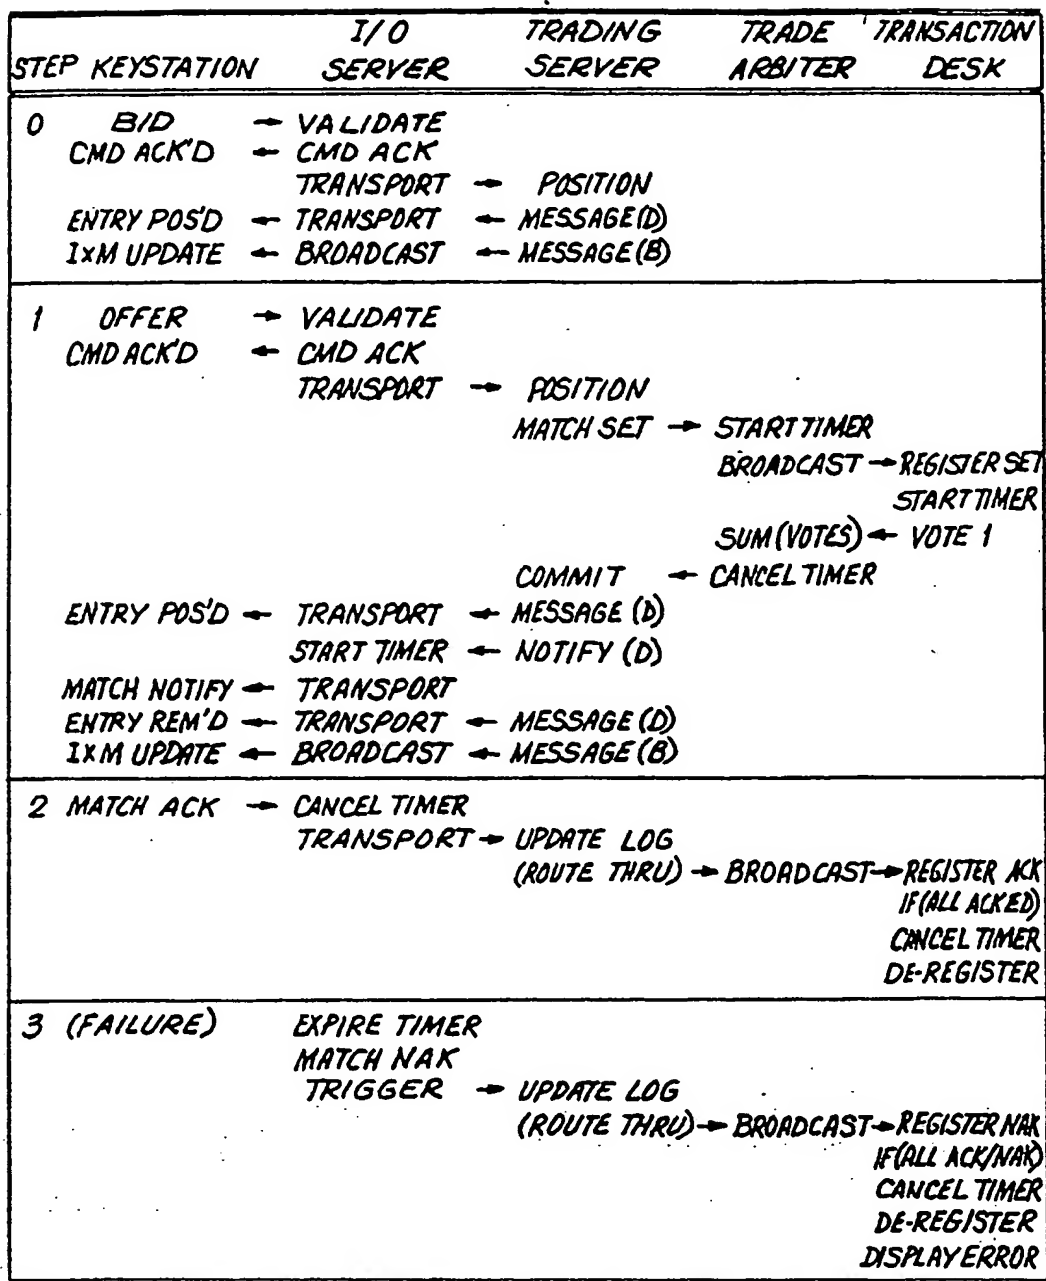 I/O TRADING TRADE TRANSACTION
STEP KEYSTATION SERVER SERVER ARBITER DESK
0 BID → VALIDATE
CMD ACK'D ← CMD ACK
TRANSPORT → POSITION
ENTRY POS'D ← TRANSPORT ← MESSAGE(D)
IXM UPDATE ← BROADCAST ← MESSAGE(B)
1 OFFER → VALIDATE
CMD ACK'D ← CMD ACK
TRANSPORT → POSITION
MATCH SET → START TIMER
BROADCAST → REGISTER SET
START TIMER
SUM(VOTES) ← VOTE 1
COMMIT ← CANCEL TIMER
ENTRY POS'D ← TRANSPORT ← MESSAGE (D)
START TIMER ← NOTIFY (D)
MATCH NOTIFY ← TRANSPORT
ENTRY REM'D ← TRANSPORT ← MESSAGE(D)
IXM UPDATE ← BROADCAST ← MESSAGE(B)
2 MATCH ACK → CANCEL TIMER
TRANSPORT → UPDATE LOG
(ROUTE THRU) → BROADCAST → REGISTER ACK
IF(ALL ACKED)
CANCEL TIMER
DE-REGISTER
3 (FAILURE) EXPIRE TIMER
MATCH NAK
TRIGGER → UPDATE LOG
(ROUTE THRU) → BROADCAST → REGISTER NAK
IF(ALL ACK/NAK)
CANCEL TIMER
DE-REGISTER
DISPLAY ERROR